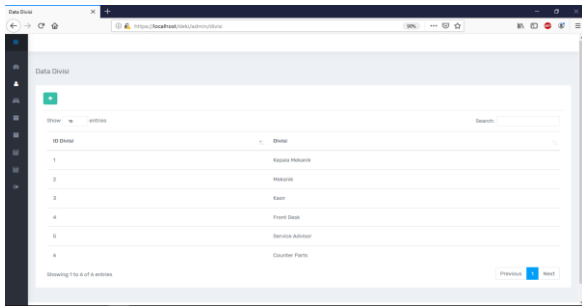 Data Divisi
https://localhost/deki/admin/divisi
50%
Data Divisi
Show 10 entries
Search:
ID Divisi Divisi
1 Kepala Mekanik
2 Mekanik
3 Kasir
4 Front Desk
5 Service Advisor
6 Counter Parts
Showing 1 to 6 of 6 entries
Previous 1 Next